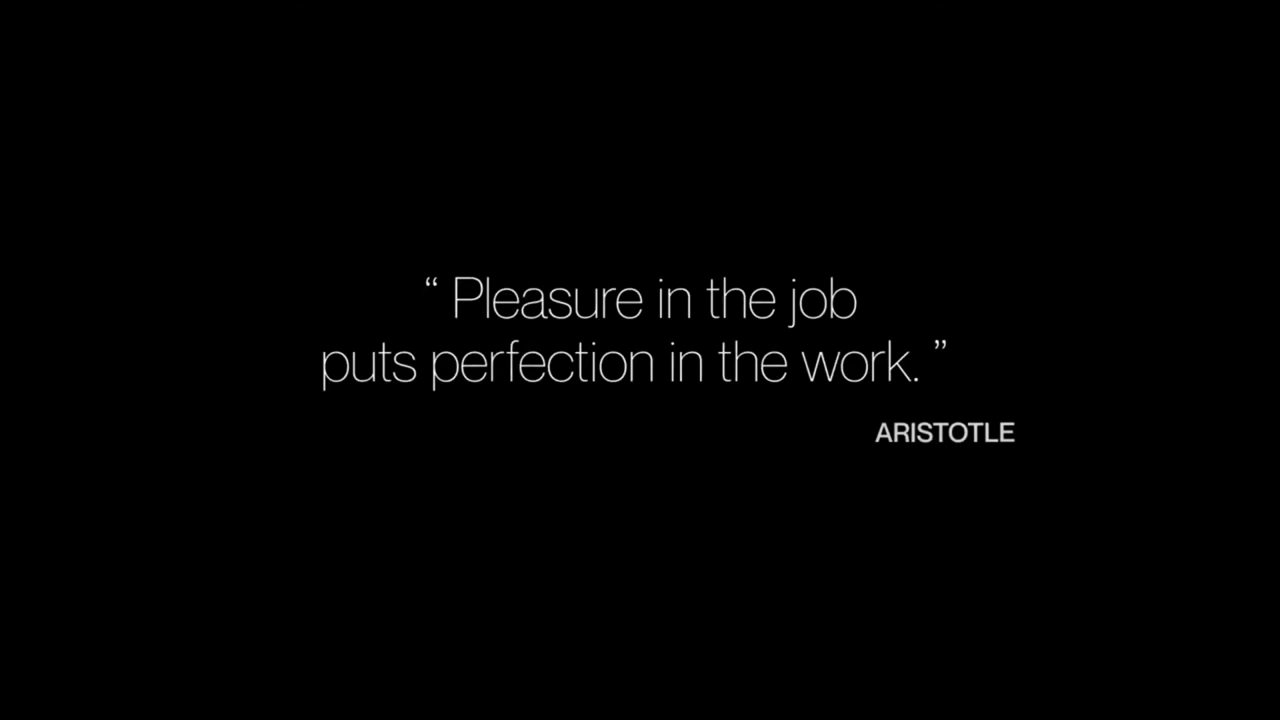 “ Pleasure in the job
puts perfection in the work. ”
ARISTOTLE